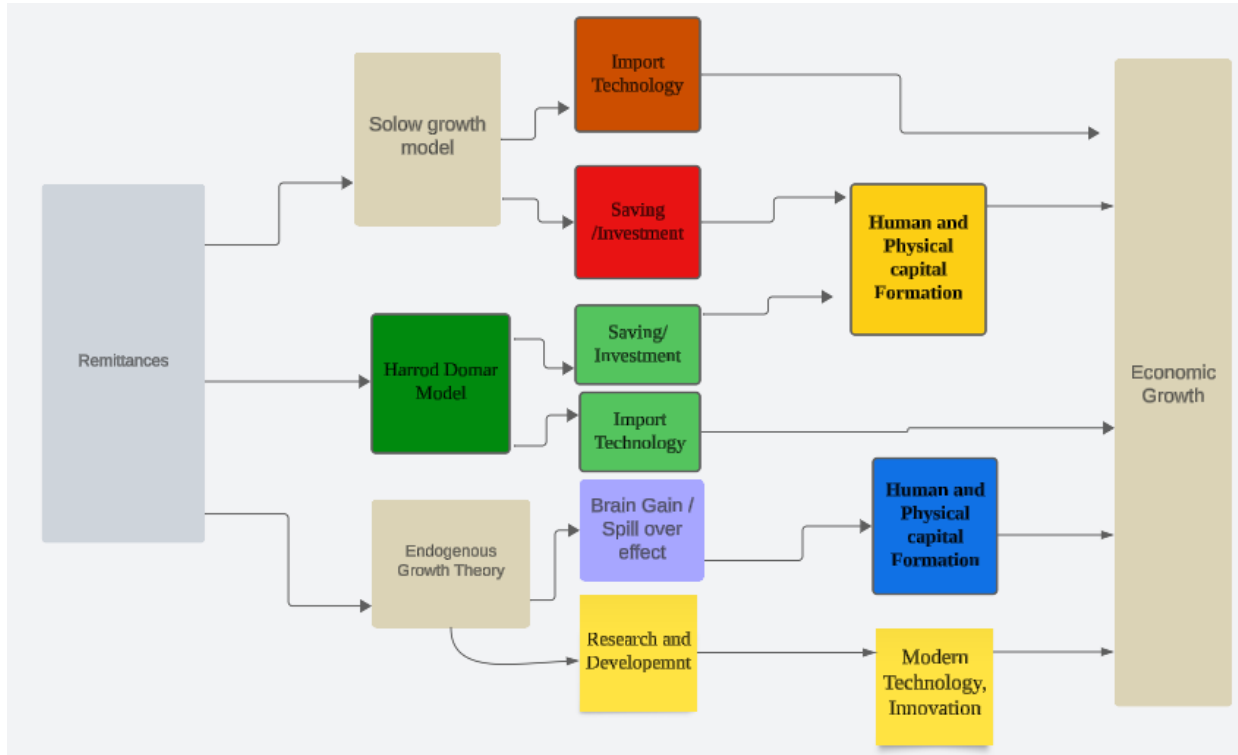 Remittances
Solow growth
model
Import
Technology
Saving
/Investment
Human and
Physical
capital
Formation
Harrod Domar
Model
Saving/
Investment
Import
Technology
Economic
Growth
Endogenous
Growth Theory
Brain Gain /
Spill over
effect
Human and
Physical
capital
Formation
Research and
Developemnt
Modern
Technology,
Innovation